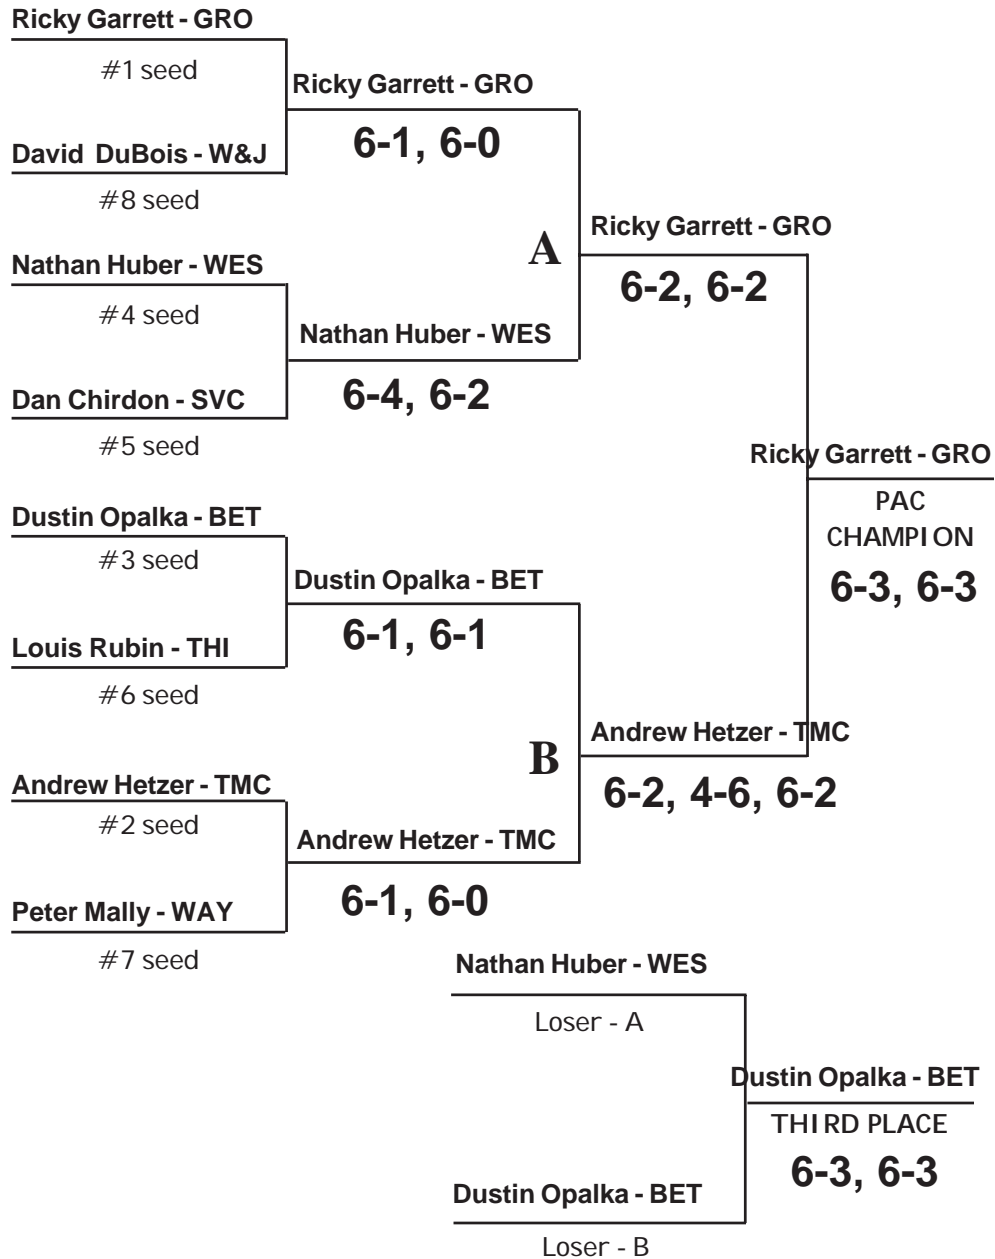 Ricky Garrett - GRO
#1 seed
Ricky Garrett - GRO
6-1, 6-0
David DuBois - W&J
#8 seed
A
Ricky Garrett - GRO
6-2, 6-2
Nathan Huber - WES
#4 seed
Nathan Huber - WES
6-4, 6-2
Dan Chirdon - SVC
#5 seed
Ricky Garrett - GRO
PAC
CHAMPION
6-3, 6-3
Dustin Opalka - BET
#3 seed
Dustin Opalka - BET
6-1, 6-1
Louis Rubin - THI
#6 seed
B
Andrew Hetzer - TMC
6-2, 4-6, 6-2
Andrew Hetzer - TMC
#2 seed
Andrew Hetzer - TMC
6-1, 6-0
Peter Mally - WAY
#7 seed
Nathan Huber - WES
Loser - A
Dustin Opalka - BET
THIRD PLACE
6-3, 6-3
Dustin Opalka - BET
Loser - B